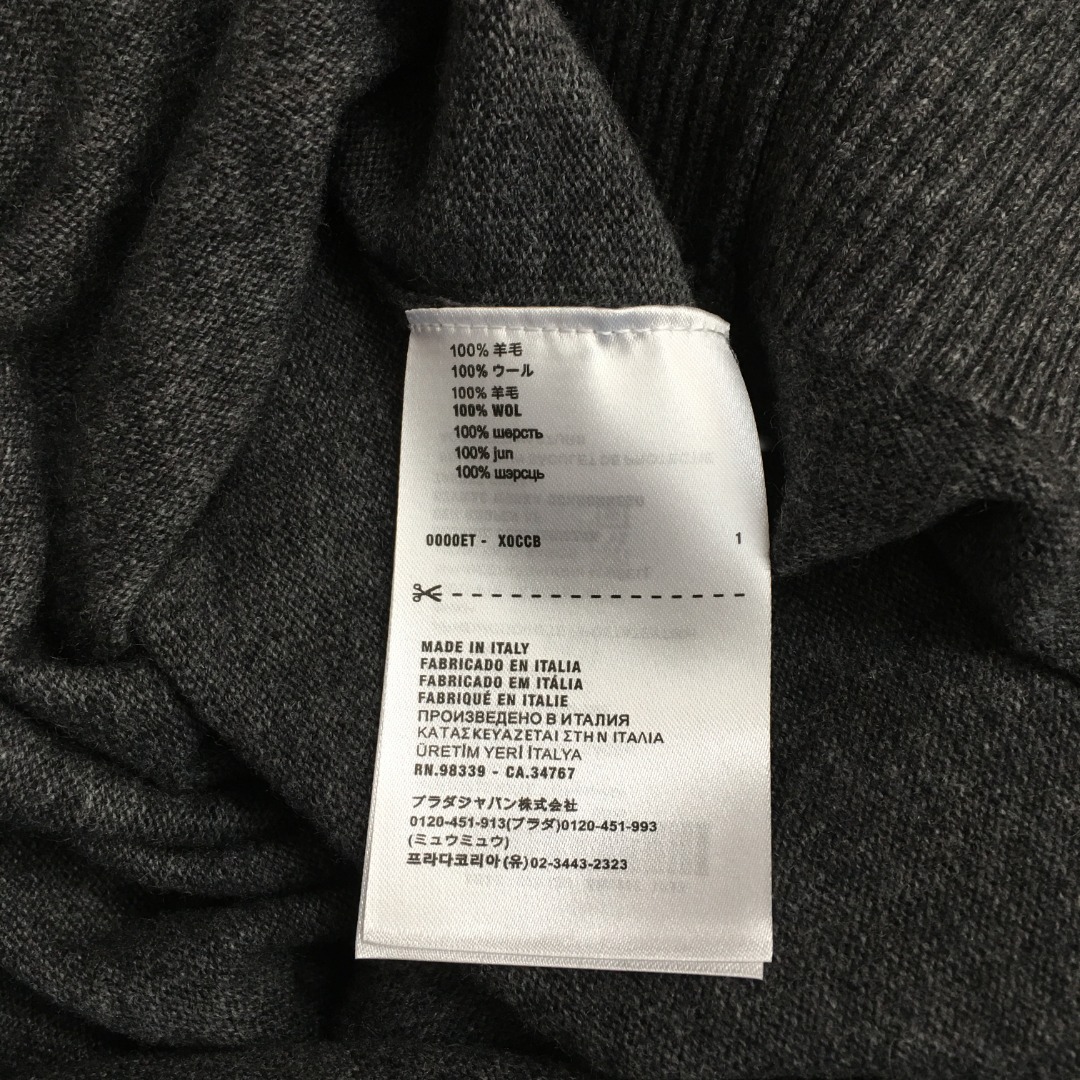 100% 羊毛
100% ウール
100% 羊毛
100% WOL
100% шерсть
100% jun
100% шэрсць
0000ET - X0CCB 1
MADE IN ITALY
FABRICADO EN ITALIA
FABRICADO EM ITÁLIA
FABRIQUÉ EN ITALIE
ПРОИЗВЕДЕНО В ИТАЛИЯ
ΚΑΤΑΣΚΕΥΑΖΕΤΑΙ ΣΤΗΝ ΙΤΑΛΙΑ
ÜRETİM YERİ İTALYA
RN.98339 - CA.34767
プラダジャパン株式会社
0120-451-913(プラダ)0120-451-993
(ミュウミュウ)
프라다코리아(유)02-3443-2323